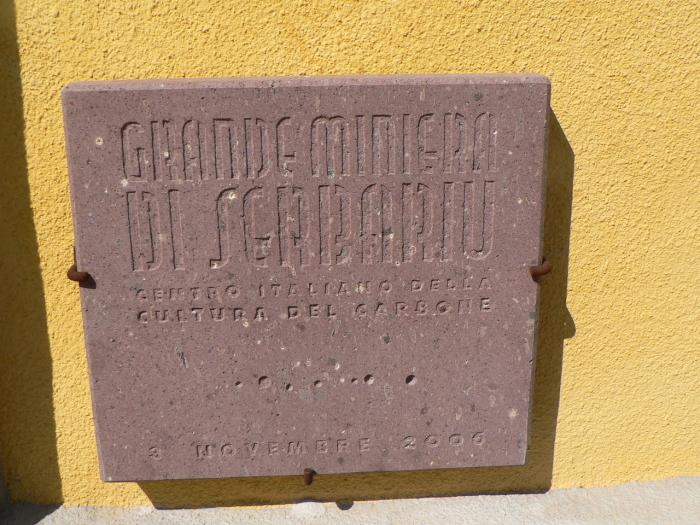 GRANDE MINIERA
DI SERBARIU
CENTRO ITALIANO DELLA
CULTURA DEL CARBONE
3 NOVEMBRE 2006